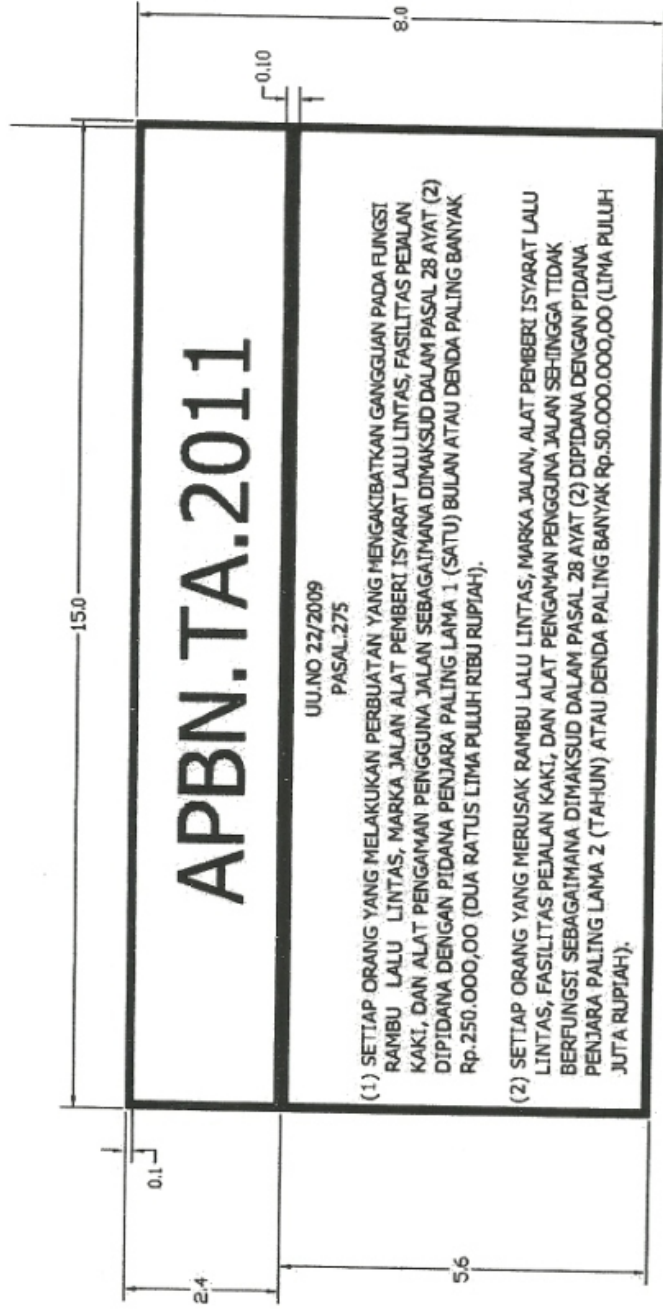 15.0
0.1
0.10
2.4
8.0
5.6
APBN.TA.2011
UU.NO 22/2009
PASAL.275
(1) SETIAP ORANG YANG MELAKUKAN PERBUATAN YANG MENGAKIBATKAN GANGGUAN PADA FUNGSI
RAMBU LALU LINTAS, MARKA JALAN ALAT PEMBERI ISYARAT LALU LINTAS, FASILITAS PEJALAN
KAKI, DAN ALAT PENGAMAN PENGGUNA JALAN SEBAGAIMANA DIMAKSUD DALAM PASAL 28 AYAT (2)
DIPIDANA DENGAN PIDANA PENJARA PALING LAMA 1 (SATU) BULAN ATAU DENDA PALING BANYAK
Rp.250.OOO,OO (DUA RATUS LIMA PULUH RIBU RUPIAH).
(2) SETIAP ORANG YANG MERUSAK RAMBU LALU LINTAS, MARKA JALAN, ALAT PEMBERI ISYARAT LALU
LINTAS, FASILITAS PEJALAN KAKI, DAN ALAT PENGAMAN PENGGUNA JALAN SEHINGGA TIDAK
BERFUNGSI SEBAGAIMANA DIMAKSUD DALAM PASAL 28 AYAT (2) DIPIDANA DENGAN PIDANA
PENJARA PALING LAMA 2 (TAHUN) ATAU DENDA PALING BANYAK Rp.50.OOO.OOO,OO (LIMA PULUH
JUTA RUPIAH).